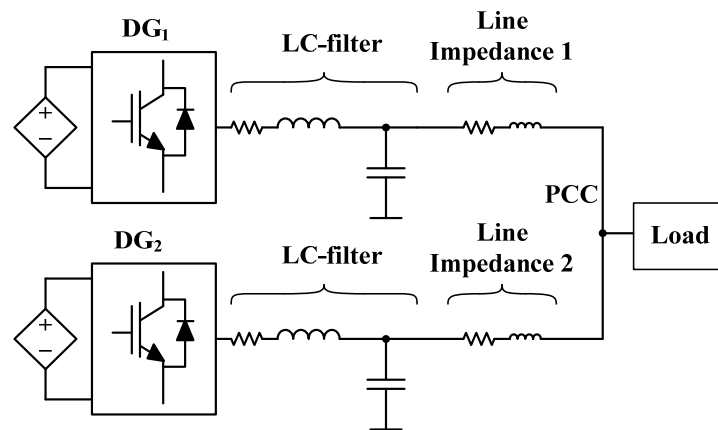 DG₁
LC-filter
Line
Impedance 1
+
−
PCC
Load
DG₂
LC-filter
Line
Impedance 2
+
−